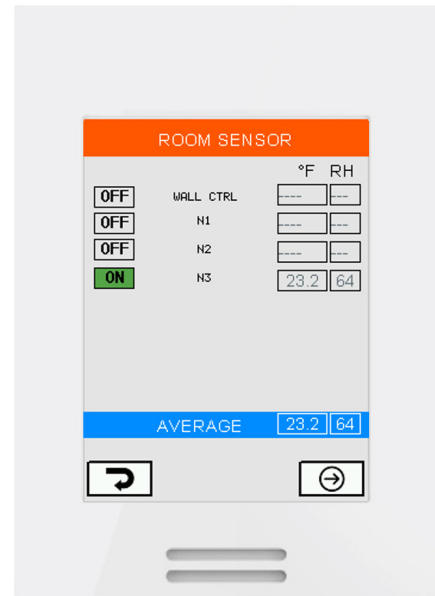 ROOM SENSOR
°F RH
OFF WALL CTRL ---- ---
OFF N1 ---- ---
OFF N2 ---- ---
ON N3 23.2 64
AVERAGE 23.2 64